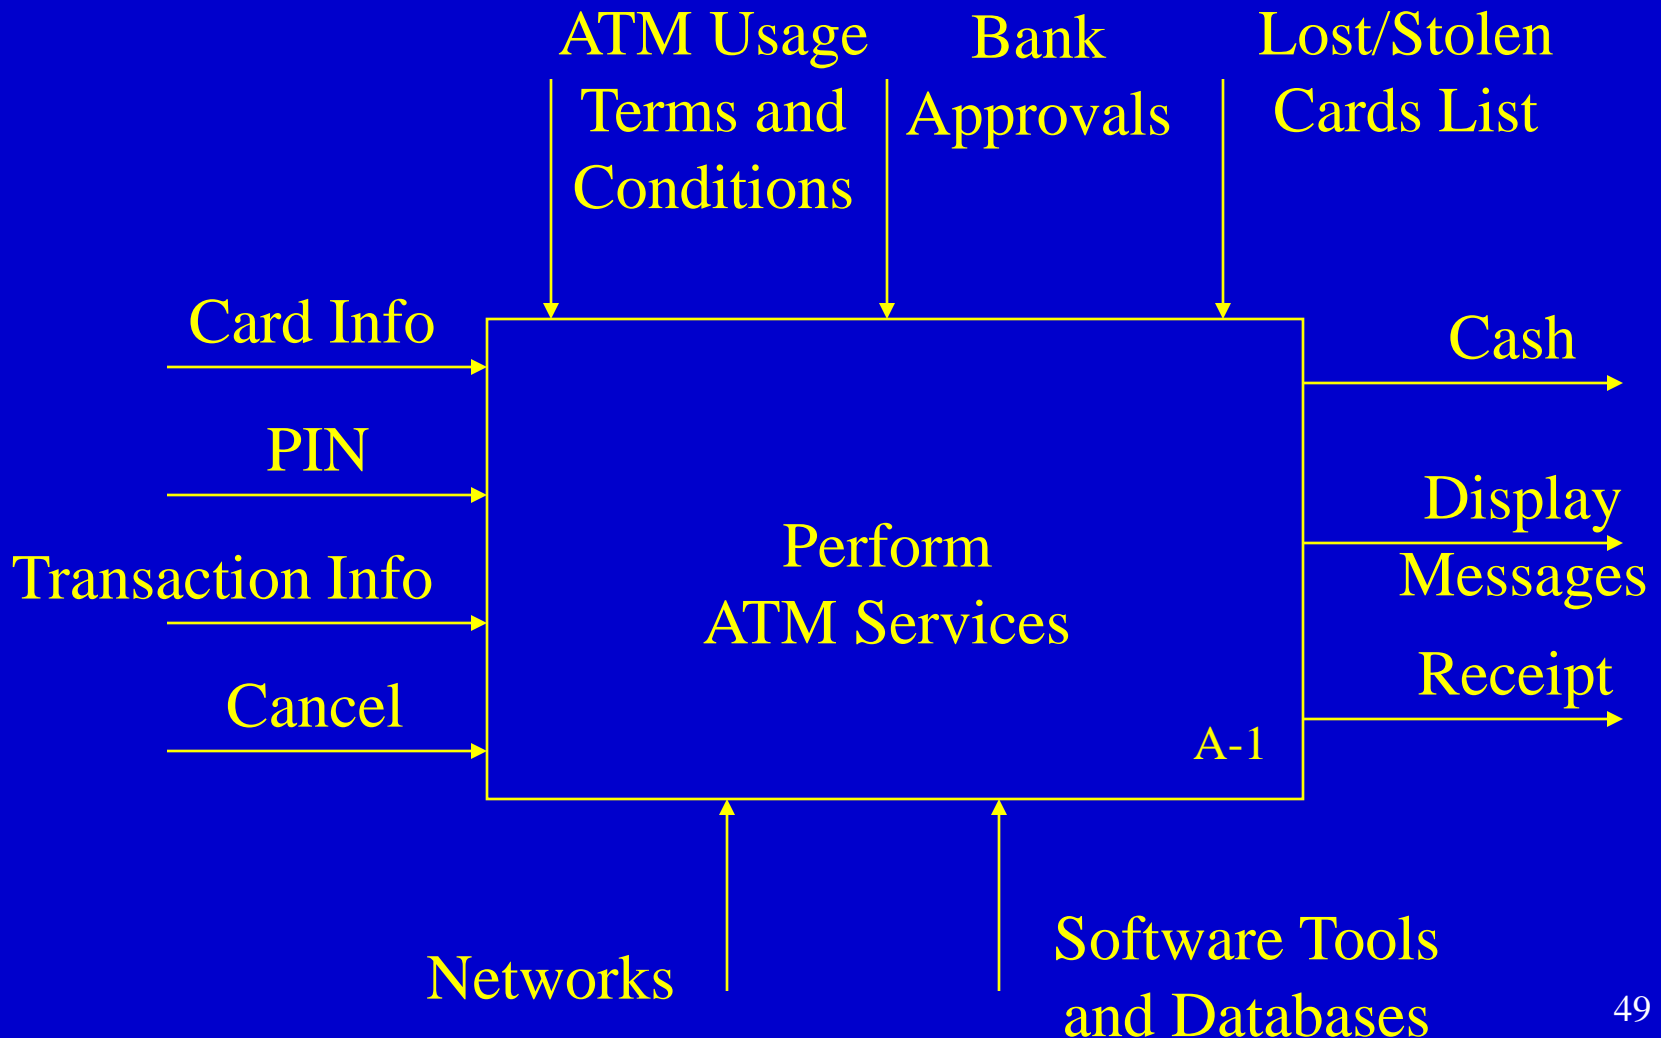 ATM Usage
Terms and
Conditions
Bank
Approvals
Lost/Stolen
Cards List
Card Info
PIN
Transaction Info
Cancel
Perform
ATM Services
A-1
Cash
Display
Messages
Receipt
Networks
Software Tools
and Databases
49